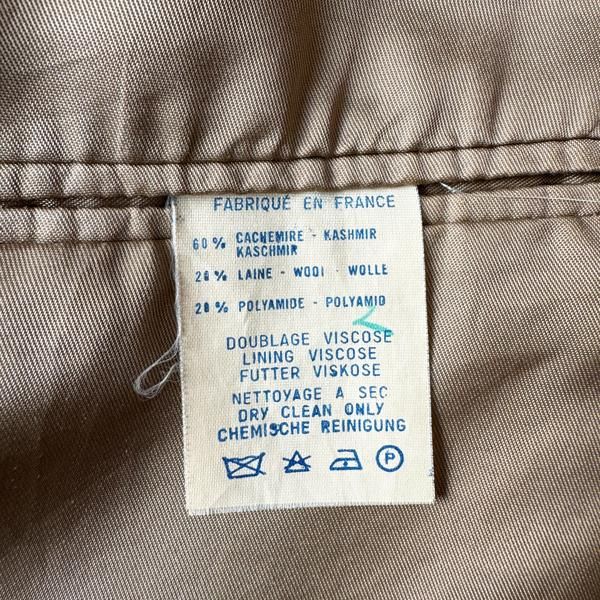 FABRIQUÉ EN FRANCE
60% CACHEMIRE - KASHMIR
KASCHMIR
20% LAINE - WOOL - WOLLE
20% POLYAMIDE - POLYAMID
DOUBLAGE VISCOSE
LINING VISCOSE
FUTTER VISKOSE
NETTOYAGE A SEC
DRY CLEAN ONLY
CHEMISCHE REINIGUNG
P